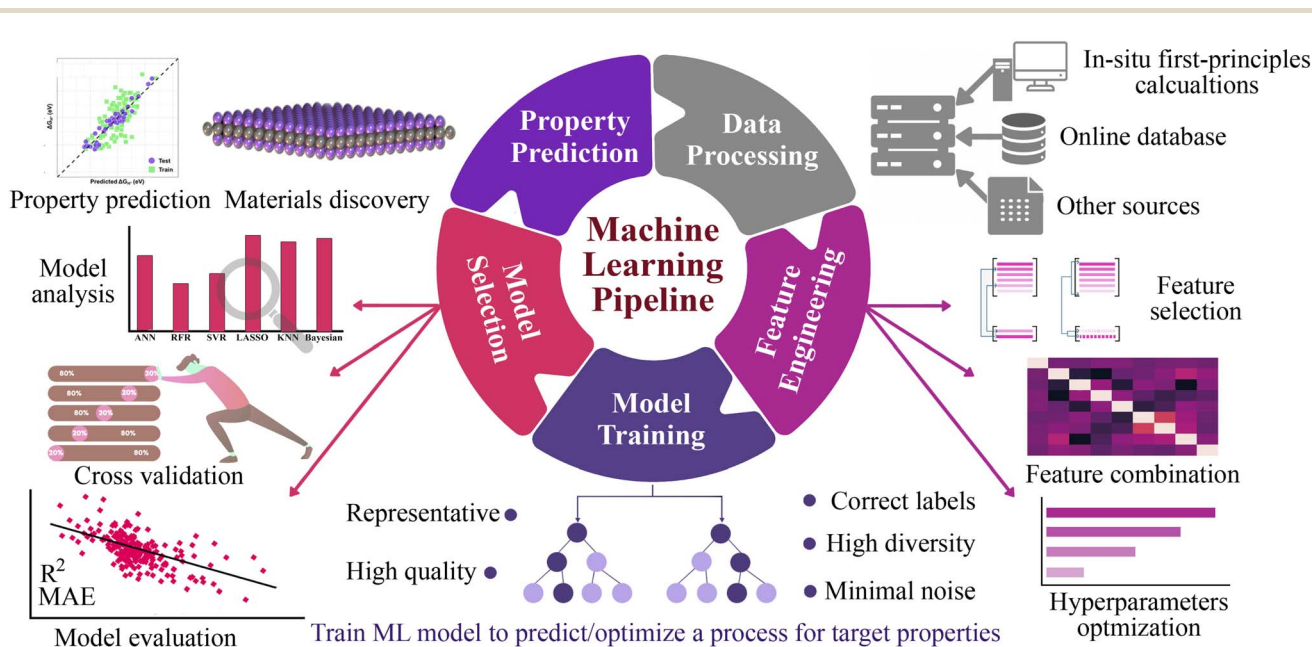 ΔG_H* (eV)
Test
Train
Predicted ΔG_H* (eV)
Property prediction
Materials discovery
Property
Prediction
Data
Processing
In-situ first-principles
calcualtions
Online database
Other sources
Machine
Learning
Pipeline
Model
analysis
ANN RFR SVR LASSO KNN Bayesian
Model
Selection
Feature
Engineering
Feature
selection
80% 20%
80% 20%
80% 20%
20% 80%
20% 80%
Cross validation
Model
Training
Feature combination
R²
MAE
Model evaluation
Representative
High quality
Correct labels
High diversity
Minimal noise
Hyperparameters
optmization
Train ML model to predict/optimize a process for target properties